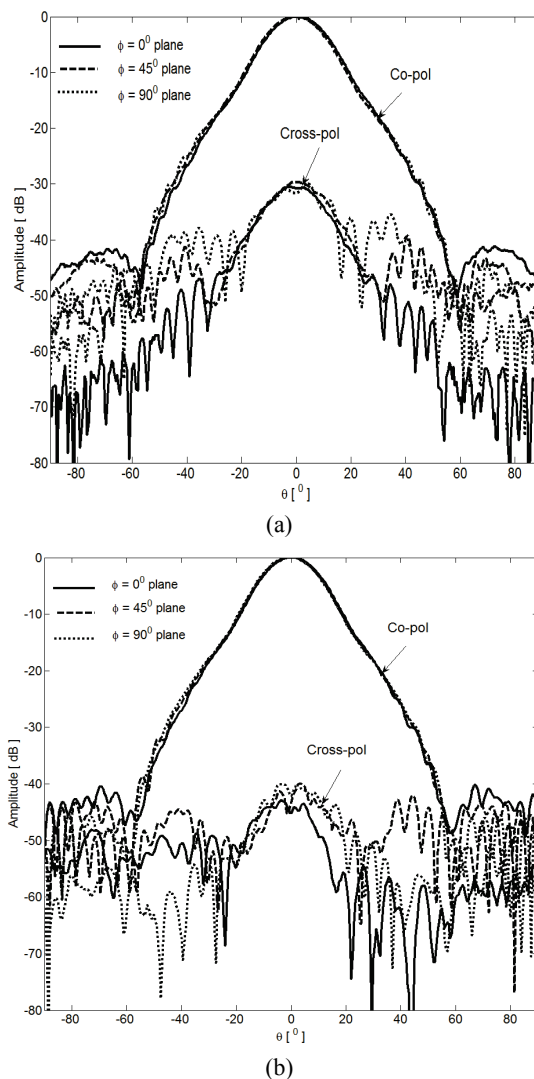 0
-10
-20
-30
-40
-50
-60
-70
-80
Amplitude [ dB ]
ϕ = 0⁰ plane
ϕ = 45⁰ plane
ϕ = 90⁰ plane
Co-pol
Cross-pol
-80 -60 -40 -20 0 20 40 60 80
θ [ ⁰ ]
(a)
0
-10
-20
-30
-40
-50
-60
-70
-80
Amplitude [ dB ]
ϕ = 0⁰ plane
ϕ = 45⁰ plane
ϕ = 90⁰ plane
Co-pol
Cross-pol
-80 -60 -40 -20 0 20 40 60 80
θ [ ⁰ ]
(b)